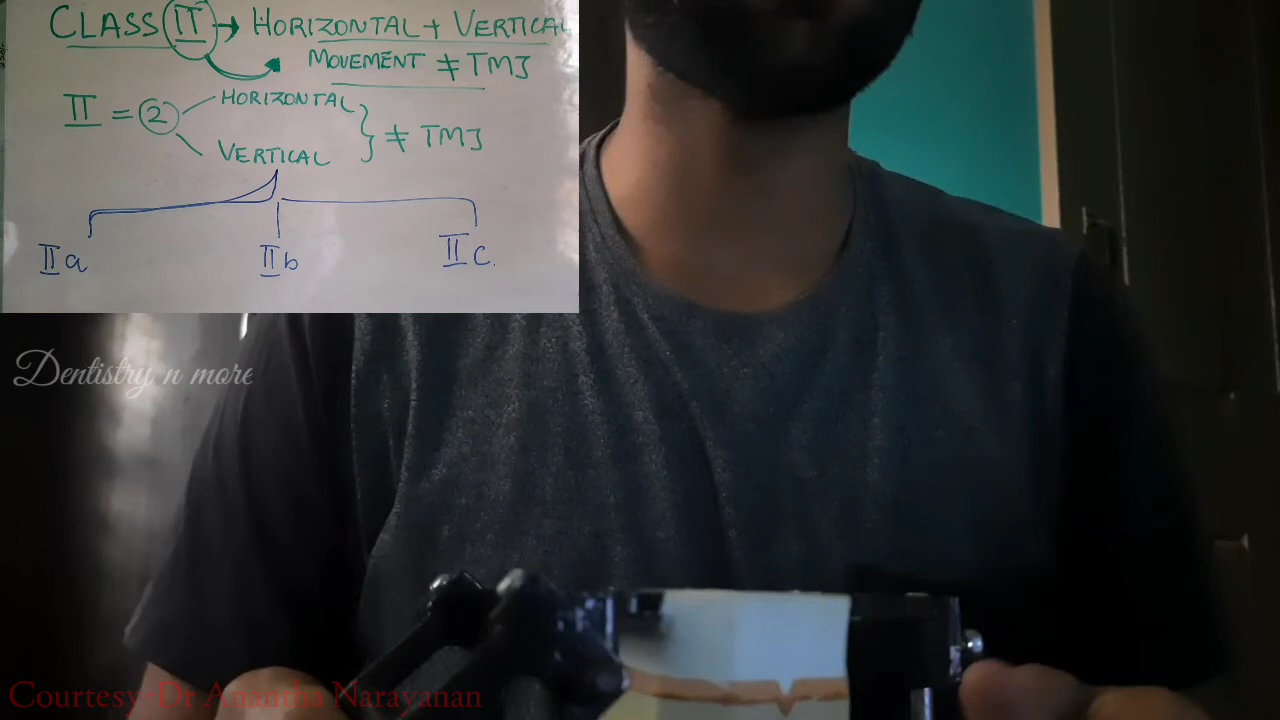 CLASS II → HORIZONTAL + VERTICAL
MOVEMENT ≠ TMJ
II = 2 HORIZONTAL
VERTICAL
} ≠ TMJ
IIa IIb IIc.
Dentistry n more
Courtesy-Dr Anantha Narayanan